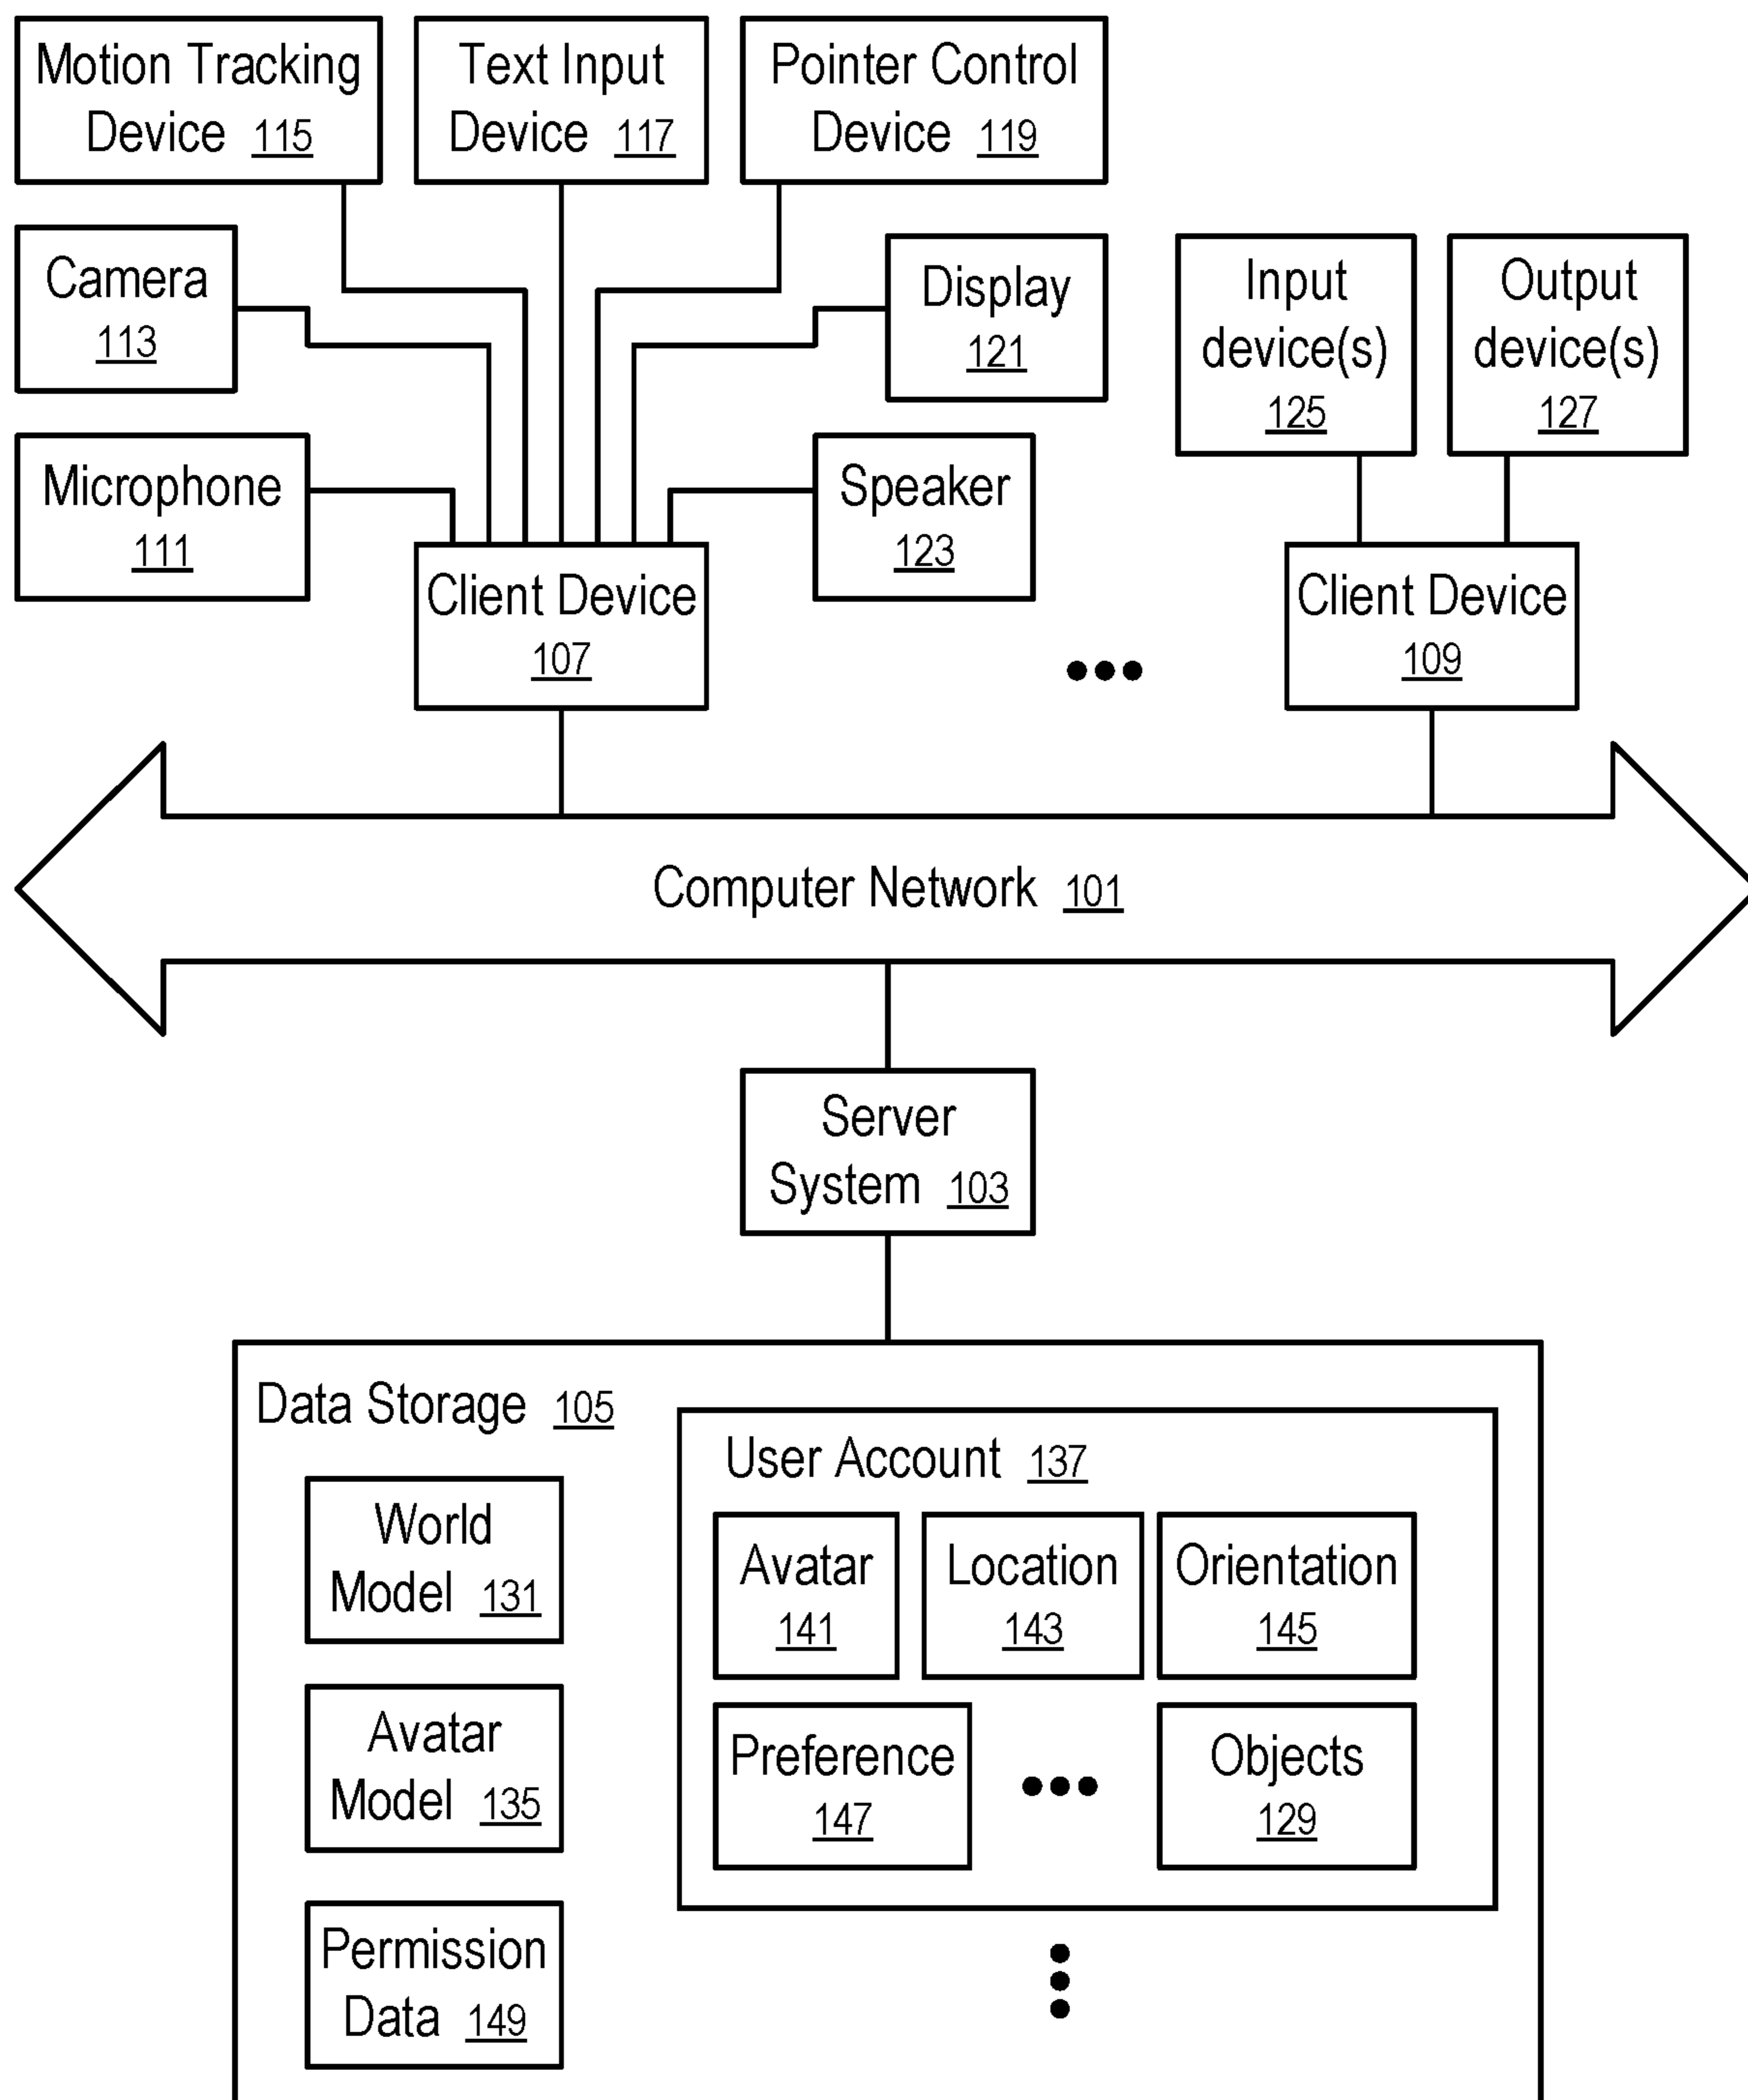 Motion Tracking
Device 115
Text Input
Device 117
Pointer Control
Device 119
Camera
113
Display
121
Input
device(s)
125
Output
device(s)
127
Microphone
111
Speaker
123
Client Device
107
Client Device
109
Computer Network 101
Server
System 103
Data Storage 105
User Account 137
World
Model 131
Avatar
141
Location
143
Orientation
145
Avatar
Model 135
Preference
147
Objects
129
Permission
Data 149